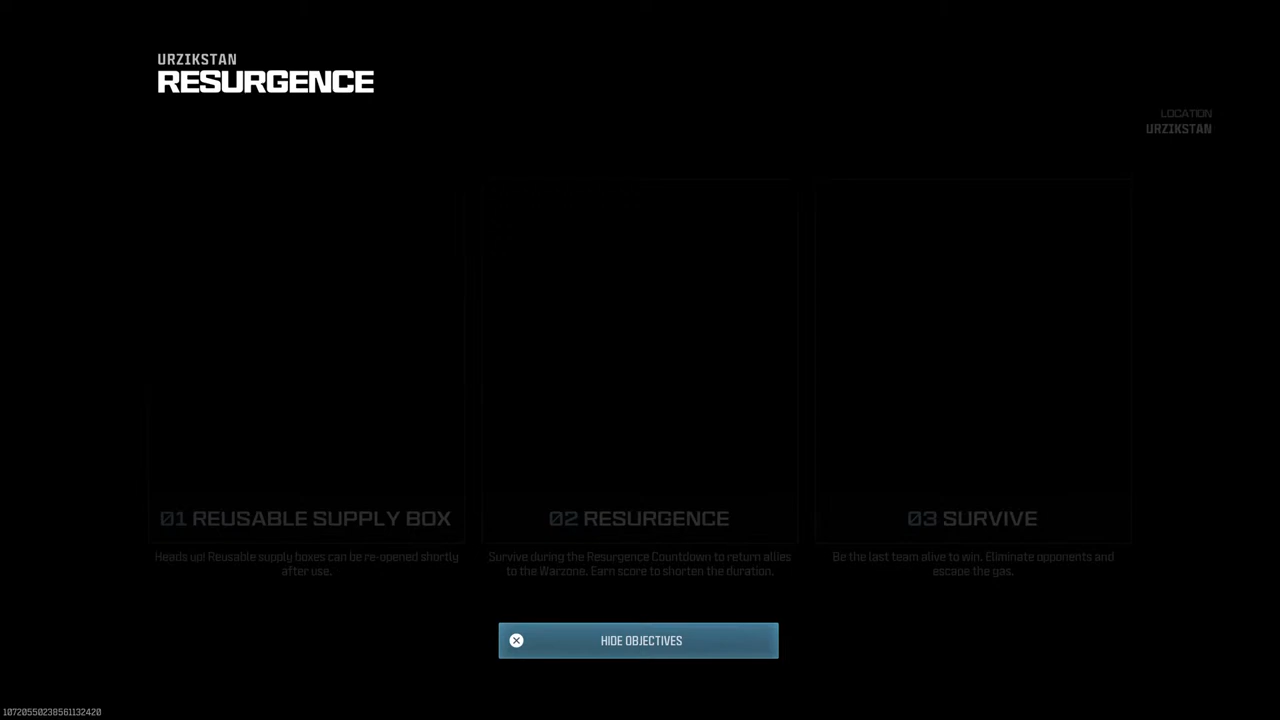 URZIKSTAN
RESURGENCE
LOCATION
URZIKSTAN
01 REUSABLE SUPPLY BOX
Heads up! Reusable supply boxes can be re-opened shortly
after use.
02 RESURGENCE
Survive during the Resurgence Countdown to return allies
to the Warzone. Earn score to shorten the duration.
03 SURVIVE
Be the last team alive to win. Eliminate opponents and
escape the gas.
HIDE OBJECTIVES
10720550238561132420